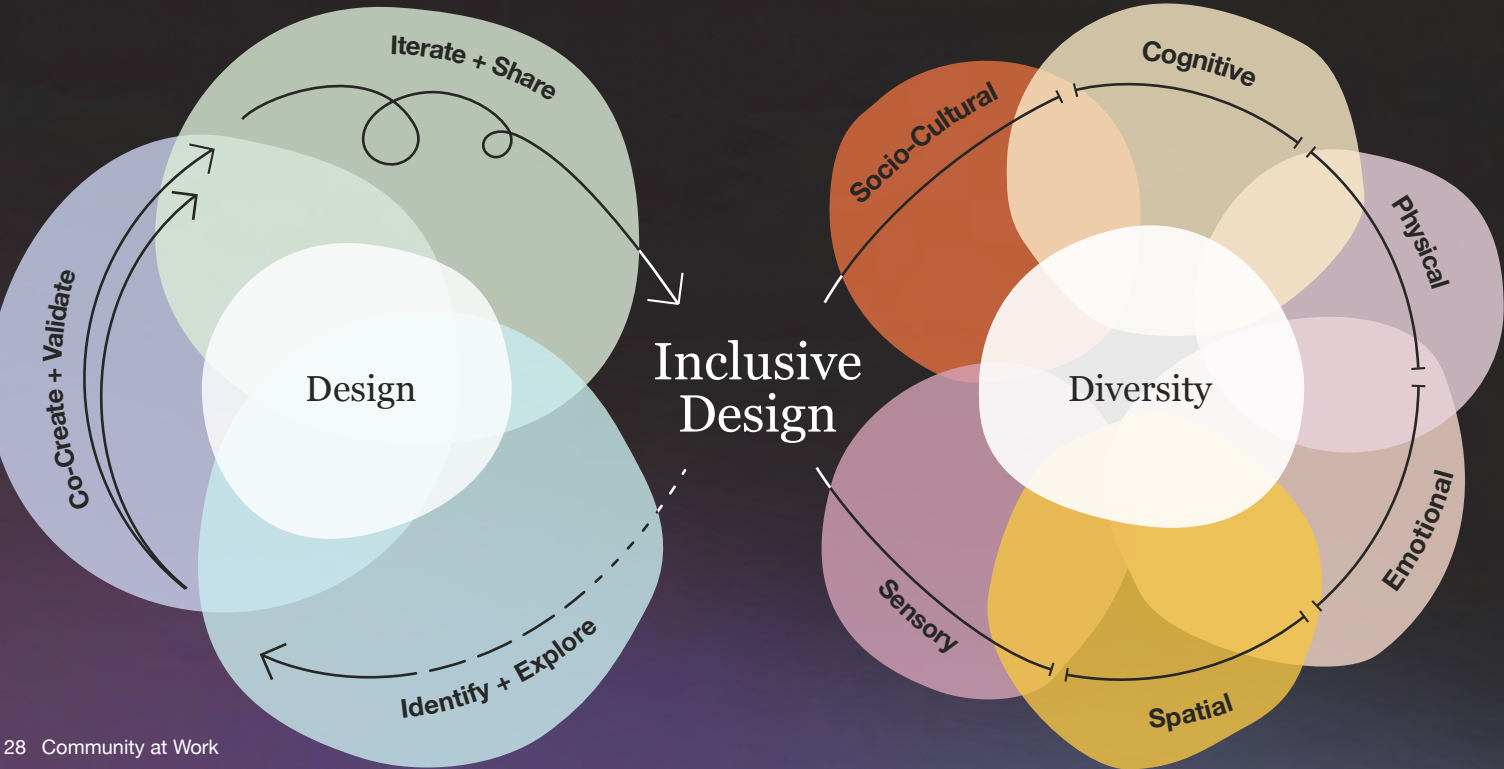 Iterate + Share
Co-Create + Validate
Design
Identify + Explore
Inclusive
Design
Socio-Cultural
Cognitive
Physical
Diversity
Emotional
Sensory
Spatial
28 Community at Work